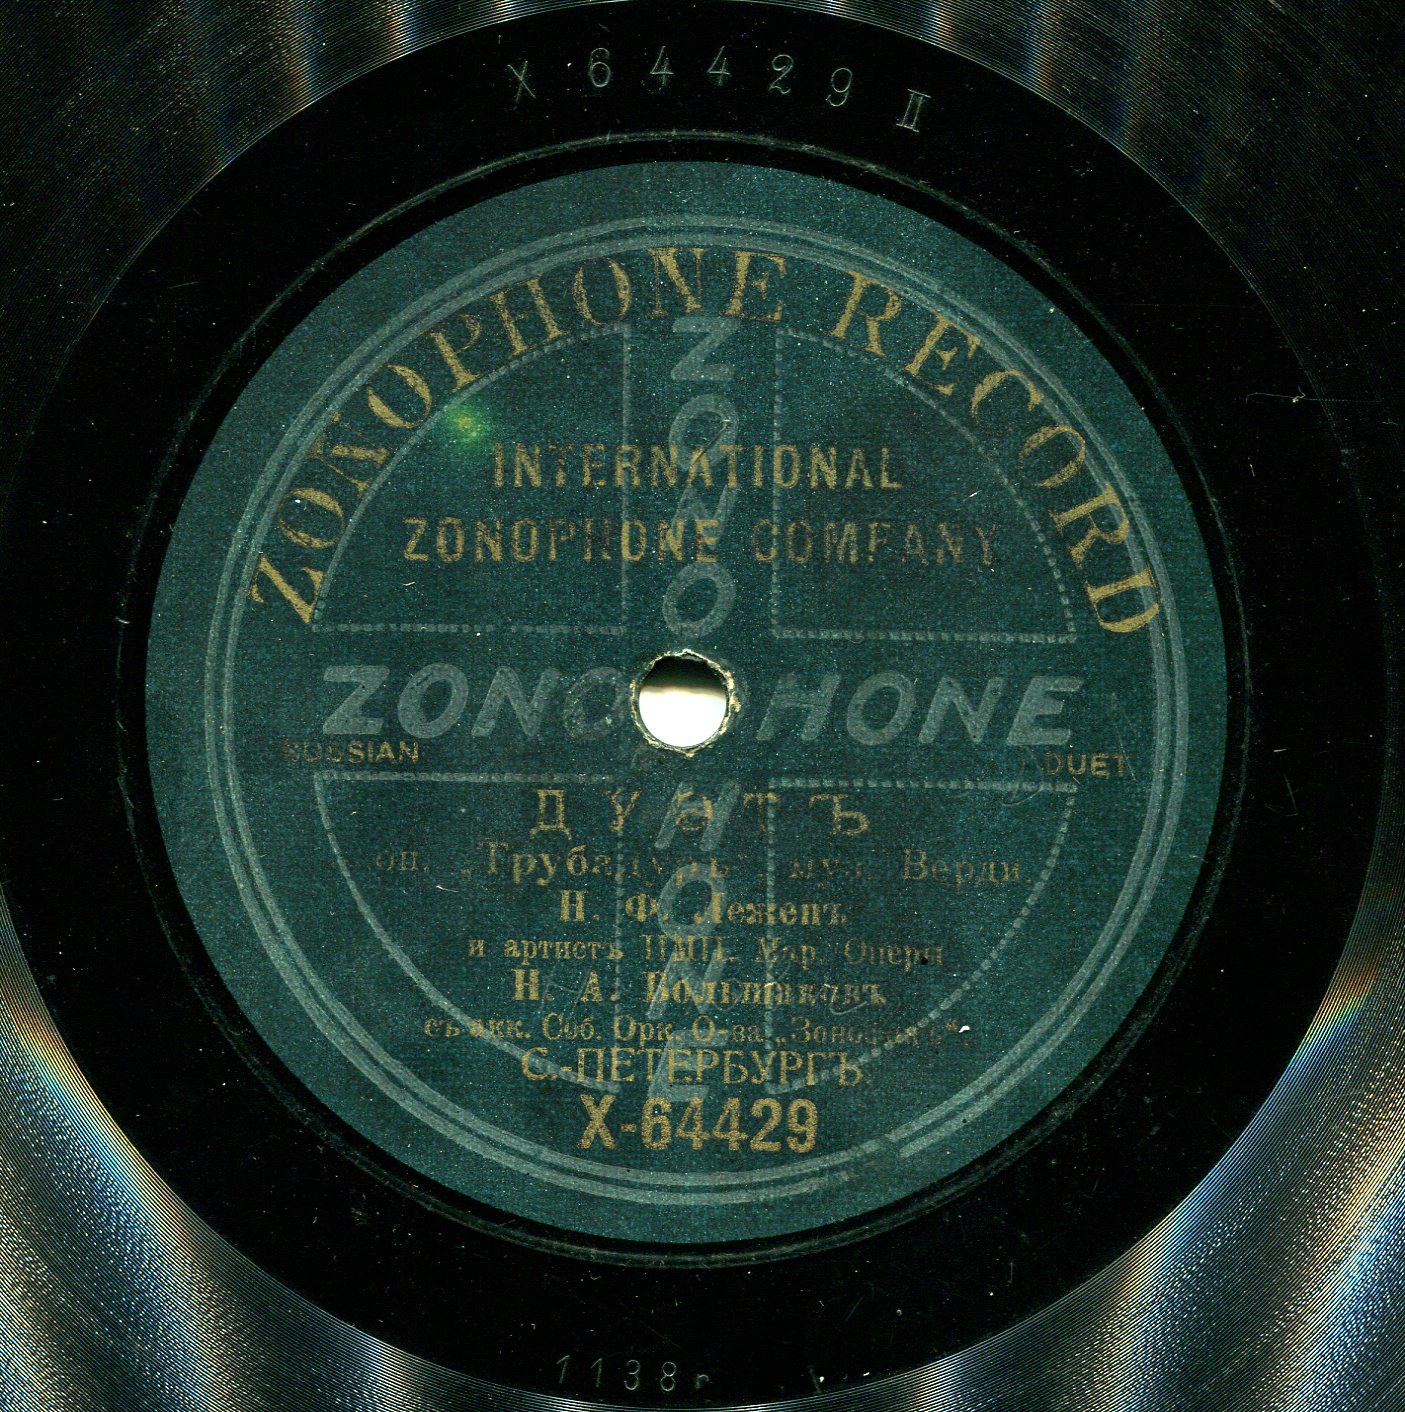 X 64429 II
ZONOPHONE RECORD
INTERNATIONAL
ZONOPHONE COMPANY
ZONOPHONE
ZONOPHONE
RUSSIAN
DUET
ДУЭТЪ
оп. „Трубадуръ“, муз. Верди.
Н. Ф. Лежепъ
и артистъ ИМП. Мар. Оперы
Н. А. Большаковъ
съ акк. Соб. Орк. О-ва „Зонофонъ“.
С.-ПЕТЕРБУРГЪ.
X-64429
1138r